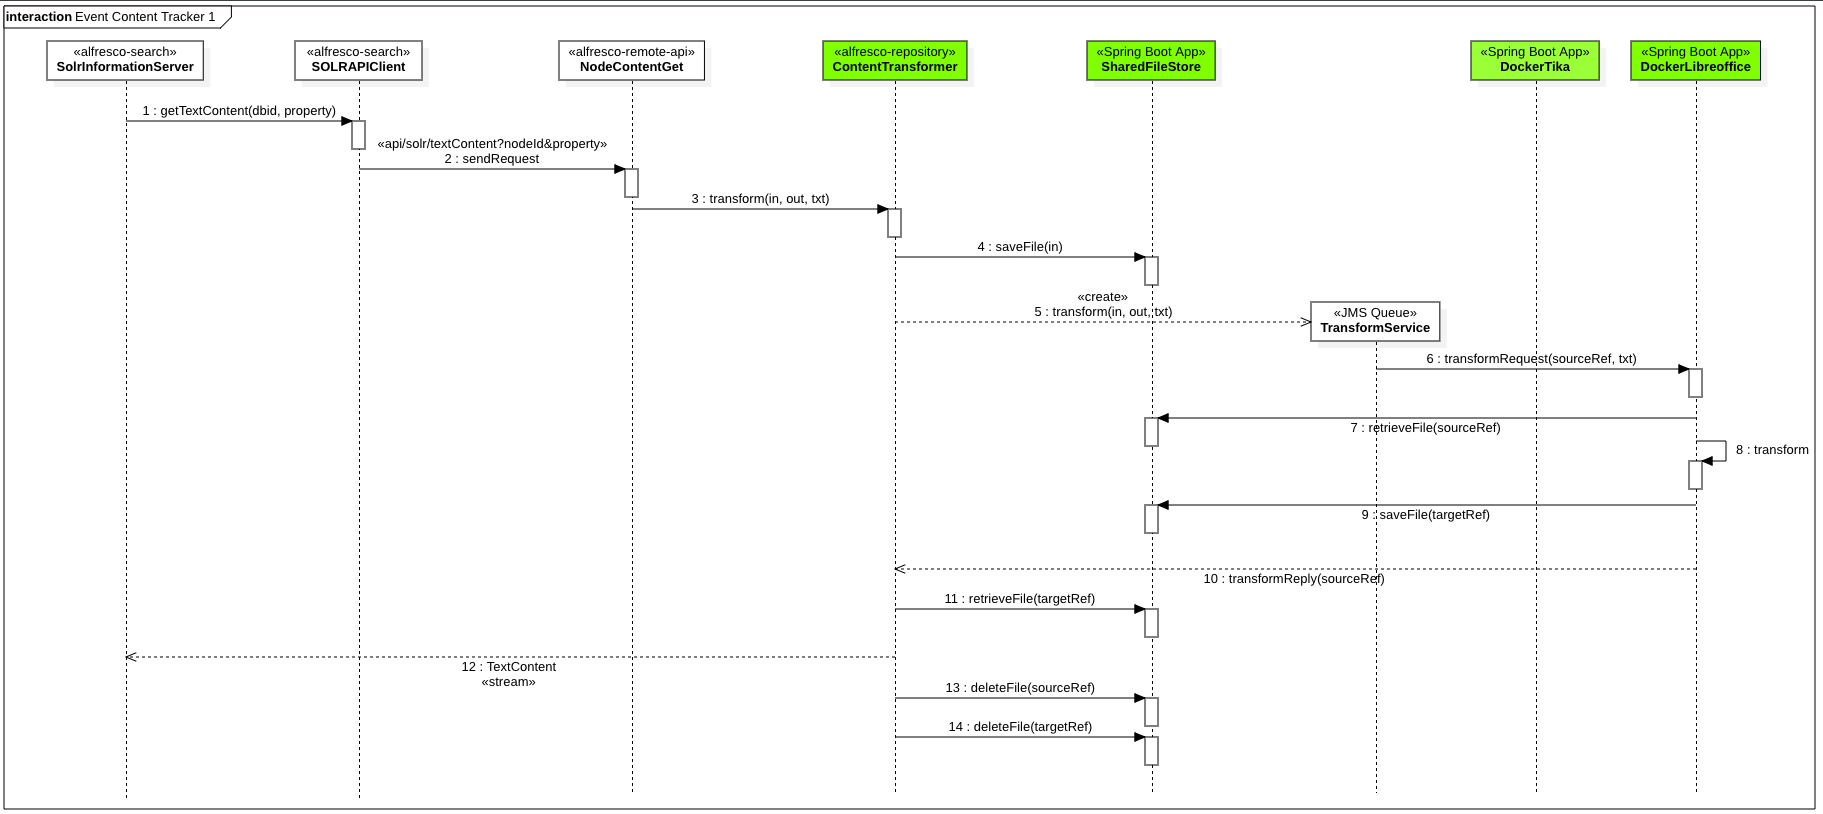 interaction Event Content Tracker 1
«alfresco-search»
SolrInformationServer
«alfresco-search»
SOLRAPIClient
«alfresco-remote-api»
NodeContentGet
«alfresco-repository»
ContentTransformer
«Spring Boot App»
SharedFileStore
«Spring Boot App»
DockerTika
«Spring Boot App»
DockerLibreoffice
1 : getTextContent(dbid, property)
«api/solr/textContent?nodeId&property»
2 : sendRequest
3 : transform(in, out, txt)
4 : saveFile(in)
«create»
5 : transform(in, out, txt)
«JMS Queue»
TransformService
6 : transformRequest(sourceRef, txt)
7 : retrieveFile(sourceRef)
8 : transform
9 : saveFile(targetRef)
10 : transformReply(sourceRef)
11 : retrieveFile(targetRef)
12 : TextContent
«stream»
13 : deleteFile(sourceRef)
14 : deleteFile(targetRef)